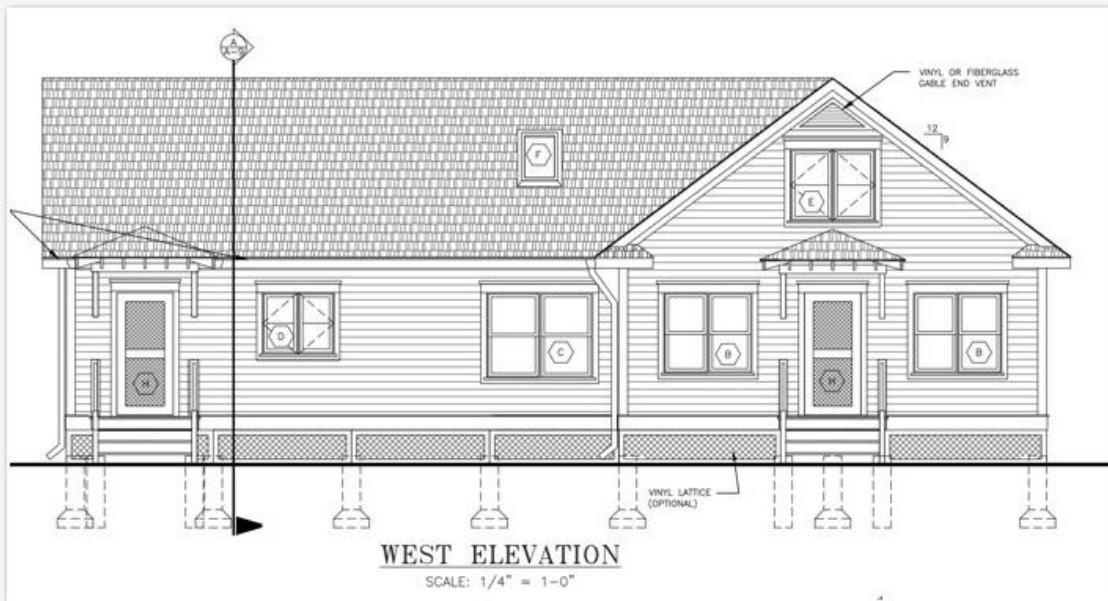 A
VINYL OR FIBERGLASS
GABLE END VENT
12
9
F
E
D
C
B
B
H
H
VINYL LATTICE
(OPTIONAL)
WEST ELEVATION
SCALE: 1/4" = 1-0"